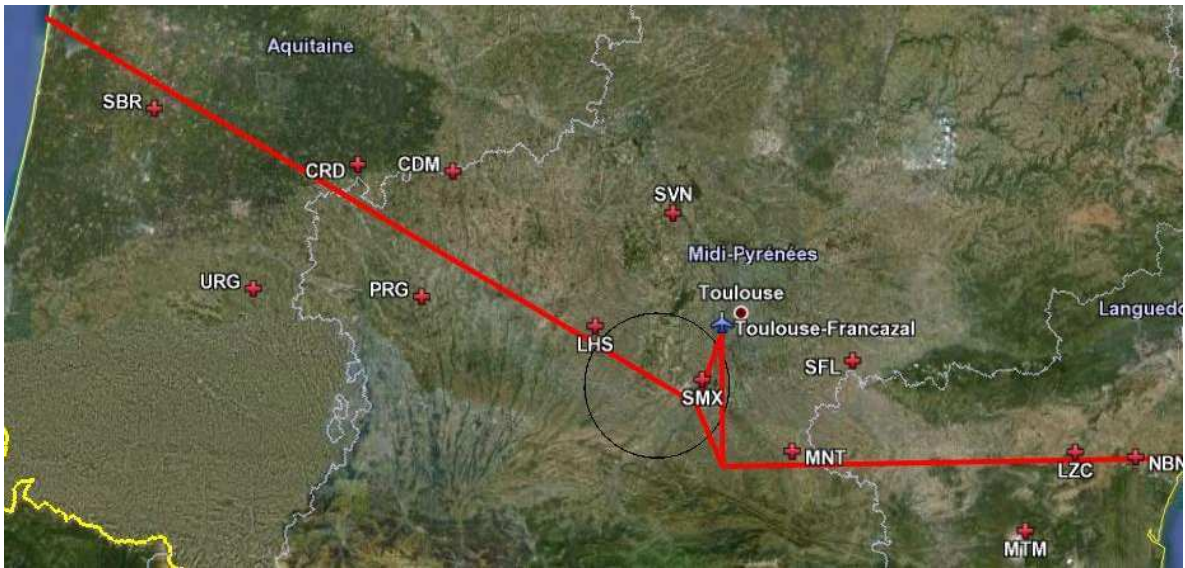 Aquitaine
SBR
CRD
CDM
SVN
Midi-Pyrénées
URG
PRG
Toulouse
Languedo
Toulouse-Francazal
LHS
SFL
SMX
MNT
LZC
NBN
MTM